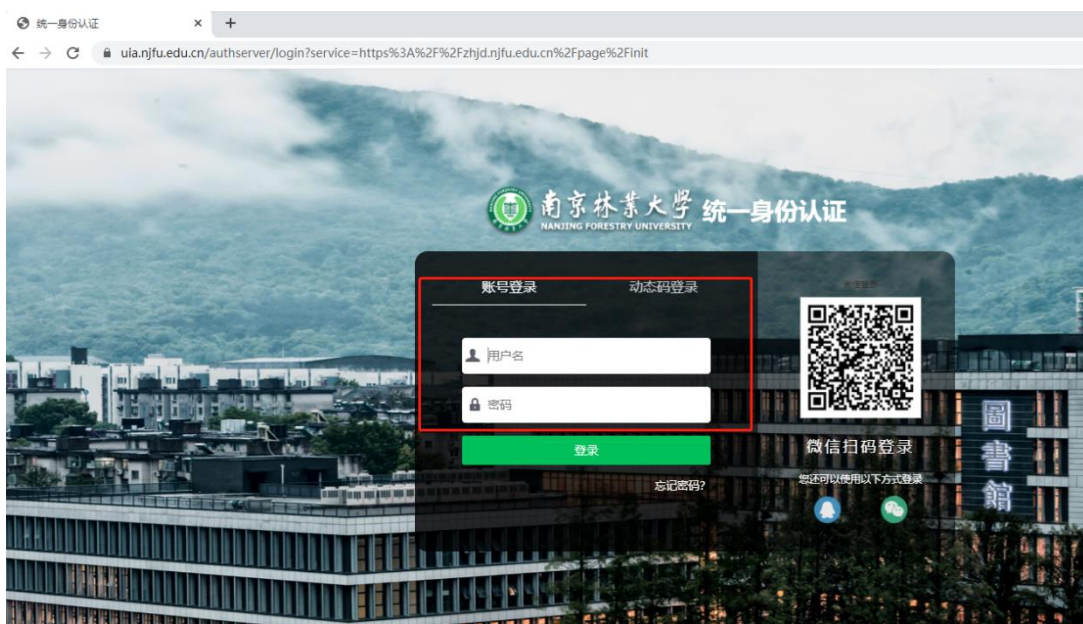 统一身份认证
uia.njfu.edu.cn/authserver/login?service=https%3A%2F%2Fzhjd.njfu.edu.cn%2Fpage%2Finit
南京林業大學 统一身份认证
NANJING FORESTRY UNIVERSITY
账号登录 动态码登录
用户名
密码
登录
忘记密码?
微信扫码登录
您还可以使用以下方式登录
圖書館